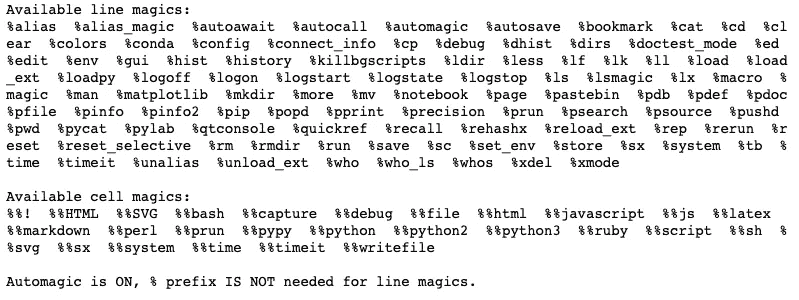 Available line magics:
%alias  %alias_magic  %autoawait  %autocall  %automagic  %autosave  %bookmark  %cat  %cd  %cl
ear  %colors  %conda  %config  %connect_info  %cp  %debug  %dhist  %dirs  %doctest_mode  %ed
%edit  %env  %gui  %hist  %history  %killbgscripts  %ldir  %less  %lf  %lk  %ll  %load  %load
_ext  %loadpy  %logoff  %logon  %logstart  %logstate  %logstop  %ls  %lsmagic  %lx  %macro  %
magic  %man  %matplotlib  %mkdir  %more  %mv  %notebook  %page  %pastebin  %pdb  %pdef  %pdoc
%pfile  %pinfo  %pinfo2  %pip  %popd  %pprint  %precision  %prun  %psearch  %psource  %pushd
%pwd  %pycat  %pylab  %qtconsole  %quickref  %recall  %rehashx  %reload_ext  %rep  %rerun  %r
eset  %reset_selective  %rm  %rmdir  %run  %save  %sc  %set_env  %store  %sx  %system  %tb  %
time  %timeit  %unalias  %unload_ext  %who  %who_ls  %whos  %xdel  %xmode
Available cell magics:
%%!  %%HTML  %%SVG  %%bash  %%capture  %%debug  %%file  %%html  %%javascript  %%js  %%latex
%%markdown  %%perl  %%prun  %%pypy  %%python  %%python2  %%python3  %%ruby  %%script  %%sh  %
%svg  %%sx  %%system  %%time  %%timeit  %%writefile
Automagic is ON, % prefix IS NOT needed for line magics.